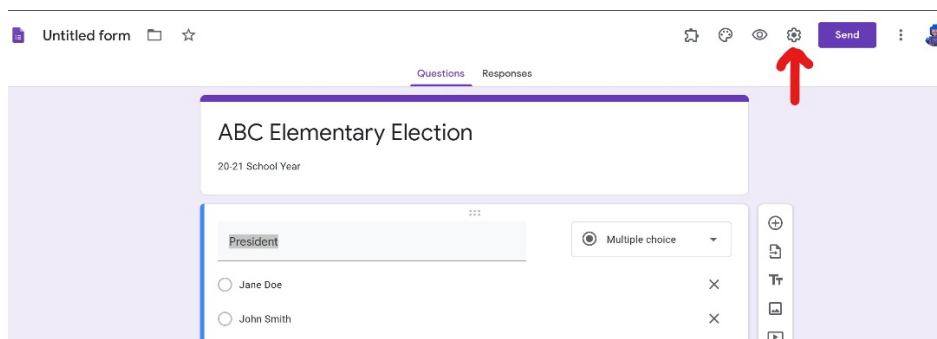 Untitled form
Send
Questions Responses
ABC Elementary Election
20-21 School Year
President
Multiple choice
Jane Doe
John Smith
Tт